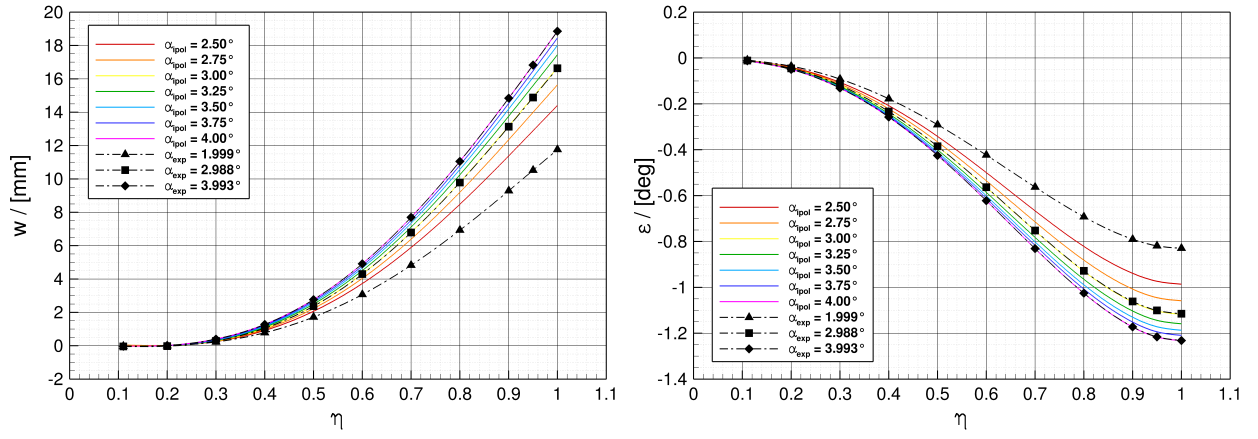 20
18
16
14
12
10
8
6
4
2
0
-2
w / [mm]
α_ipol = 2.50°
α_ipol = 2.75°
α_ipol = 3.00°
α_ipol = 3.25°
α_ipol = 3.50°
α_ipol = 3.75°
α_ipol = 4.00°
α_exp = 1.999°
α_exp = 2.988°
α_exp = 3.993°
0 0.1 0.2 0.3 0.4 0.5 0.6 0.7 0.8 0.9 1 1.1
η
0.2
0
-0.2
-0.4
-0.6
-0.8
-1
-1.2
-1.4
ε / [deg]
α_ipol = 2.50°
α_ipol = 2.75°
α_ipol = 3.00°
α_ipol = 3.25°
α_ipol = 3.50°
α_ipol = 3.75°
α_ipol = 4.00°
α_exp = 1.999°
α_exp = 2.988°
α_exp = 3.993°
0 0.1 0.2 0.3 0.4 0.5 0.6 0.7 0.8 0.9 1 1.1
η